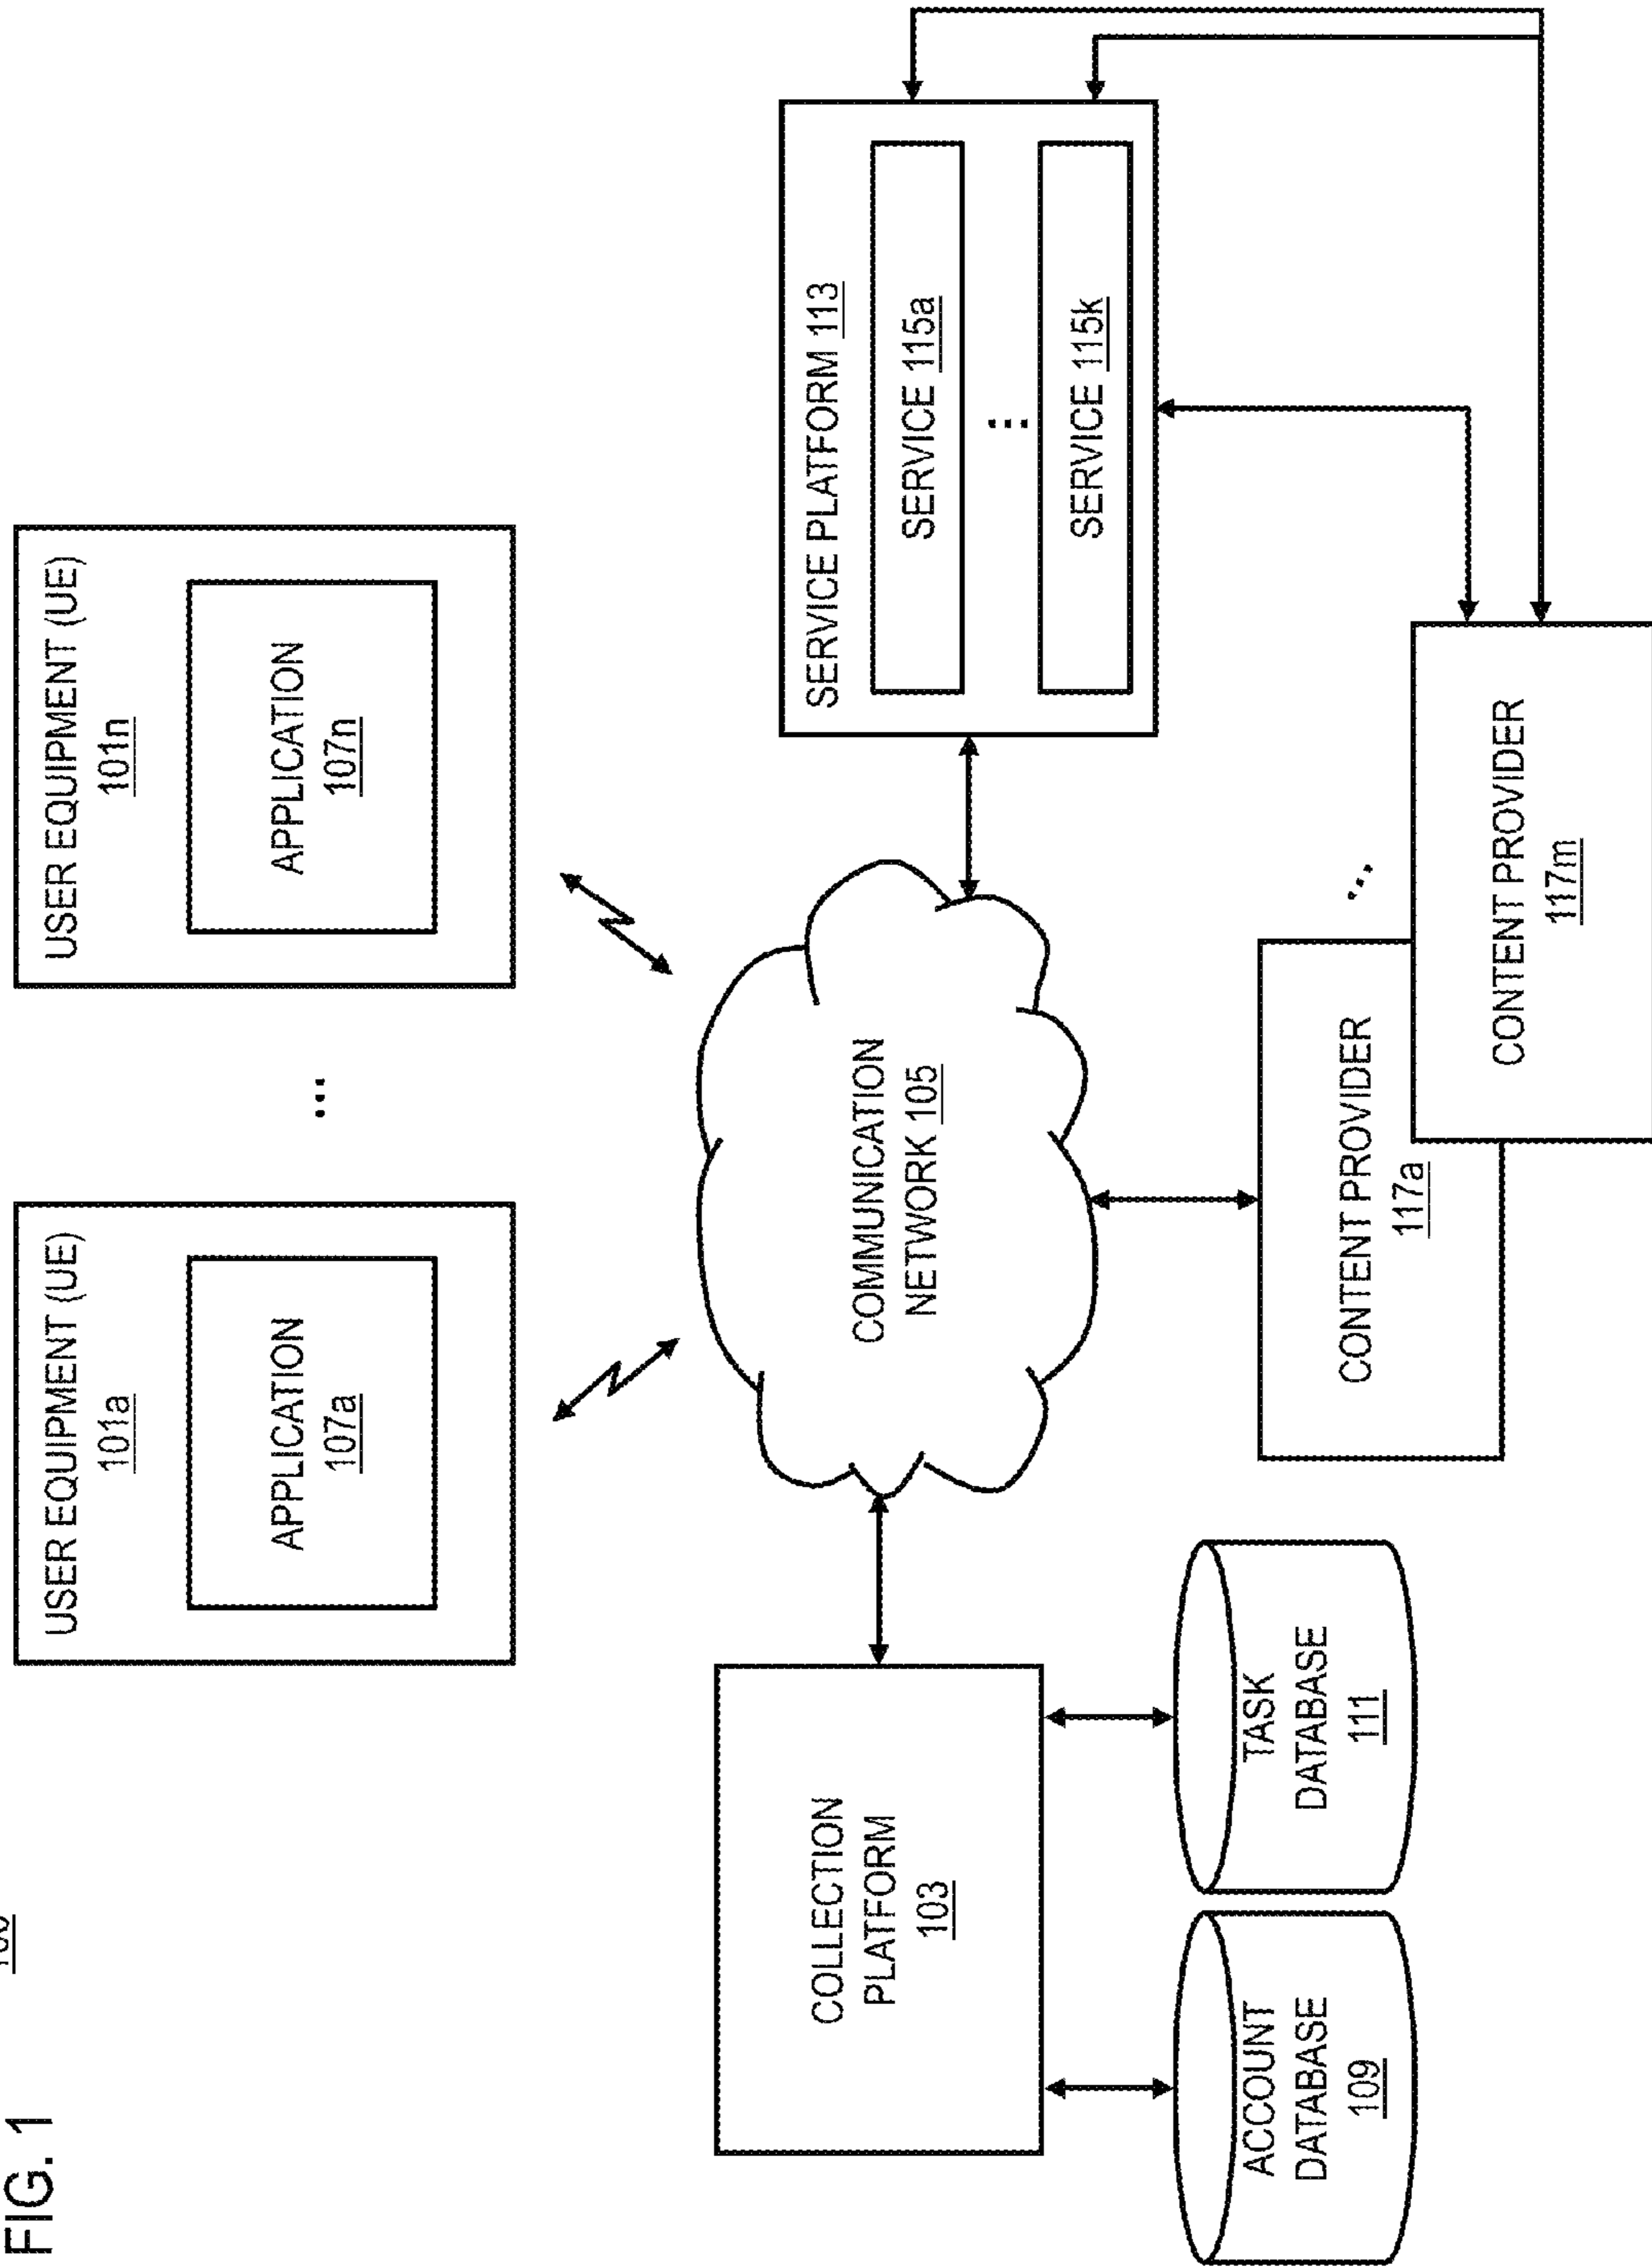 FIG. 1
USER EQUIPMENT (UE)
101a
APPLICATION
107a
...
USER EQUIPMENT (UE)
101n
APPLICATION
107n
COLLECTION
PLATFORM
103
COMMUNICATION
NETWORK 105
SERVICE PLATFORM 113
SERVICE 115a
...
SERVICE 115k
ACCOUNT
DATABASE
109
TASK
DATABASE
111
CONTENT PROVIDER
117a
...
CONTENT PROVIDER
117m